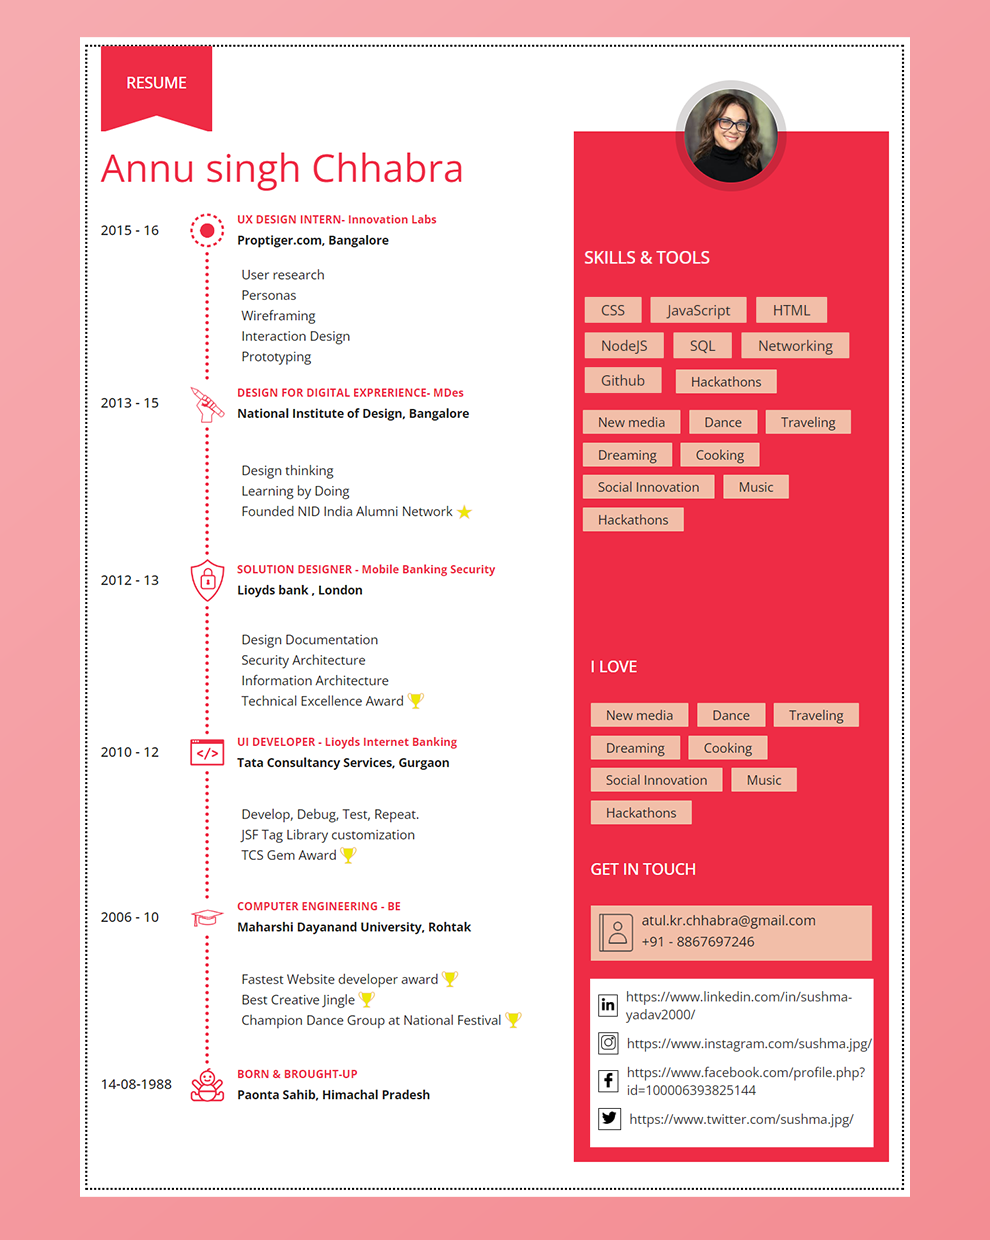 RESUME
Annu singh Chhabra
2015 - 16
UX DESIGN INTERN- Innovation Labs
Proptiger.com, Bangalore
User research
Personas
Wireframing
Interaction Design
Prototyping
2013 - 15
DESIGN FOR DIGITAL EXPRERIENCE- MDes
National Institute of Design, Bangalore
Design thinking
Learning by Doing
Founded NID India Alumni Network
2012 - 13
SOLUTION DESIGNER - Mobile Banking Security
Lioyds bank , London
Design Documentation
Security Architecture
Information Architecture
Technical Excellence Award
2010 - 12
UI DEVELOPER - Lioyds Internet Banking
Tata Consultancy Services, Gurgaon
</>
Develop, Debug, Test, Repeat.
JSF Tag Library customization
TCS Gem Award
2006 - 10
COMPUTER ENGINEERING - BE
Maharshi Dayanand University, Rohtak
Fastest Website developer award
Best Creative Jingle
Champion Dance Group at National Festival
14-08-1988
BORN & BROUGHT-UP
Paonta Sahib, Himachal Pradesh
SKILLS & TOOLS
CSS JavaScript HTML
NodeJS SQL Networking
Github Hackathons
New media Dance Traveling
Dreaming Cooking
Social Innovation Music
Hackathons
I LOVE
New media Dance Traveling
Dreaming Cooking
Social Innovation Music
Hackathons
GET IN TOUCH
atul.kr.chhabra@gmail.com
+91 - 8867697246
in https://www.linkedin.com/in/sushma-
yadav2000/
https://www.instagram.com/sushma.jpg/
f https://www.facebook.com/profile.php?
id=100006393825144
https://www.twitter.com/sushma.jpg/